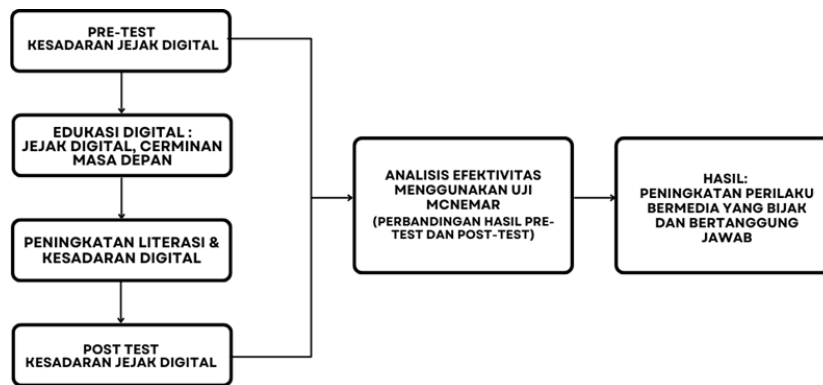 PRE-TEST
KESADARAN JEJAK DIGITAL
EDUKASI DIGITAL :
JEJAK DIGITAL, CERMINAN
MASA DEPAN
PENINGKATAN LITERASI &
KESADARAN DIGITAL
POST TEST
KESADARAN JEJAK DIGITAL
ANALISIS EFEKTIVITAS
MENGGUNAKAN UJI
MCNEMAR
(PERBANDINGAN HASIL PRE-
TEST DAN POST-TEST)
HASIL:
PENINGKATAN PERILAKU
BERMEDIA YANG BIJAK
DAN BERTANGGUNG
JAWAB